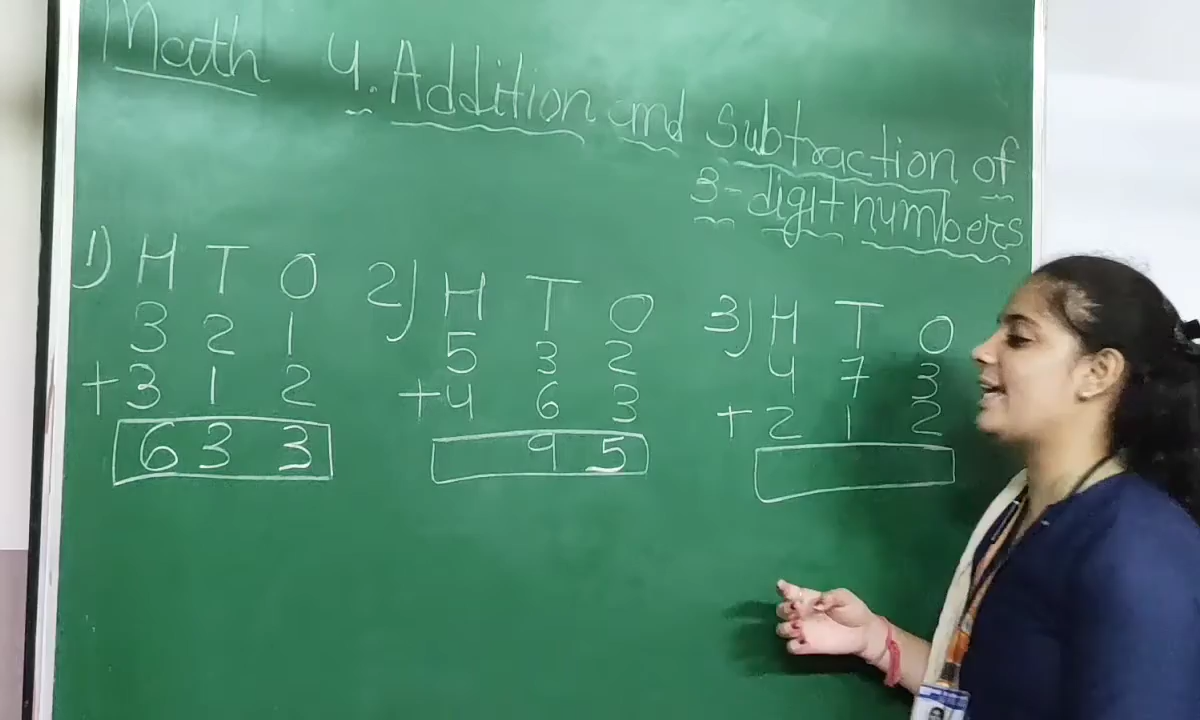 Math 4. Addition and Subtraction of
3-digit numbers
1) H T O
3 2 1
+3 1 2
6 3 3
2) H T O
5 3 2
+4 6 3
9 5
3) H T O
4 7 3
+2 1 2